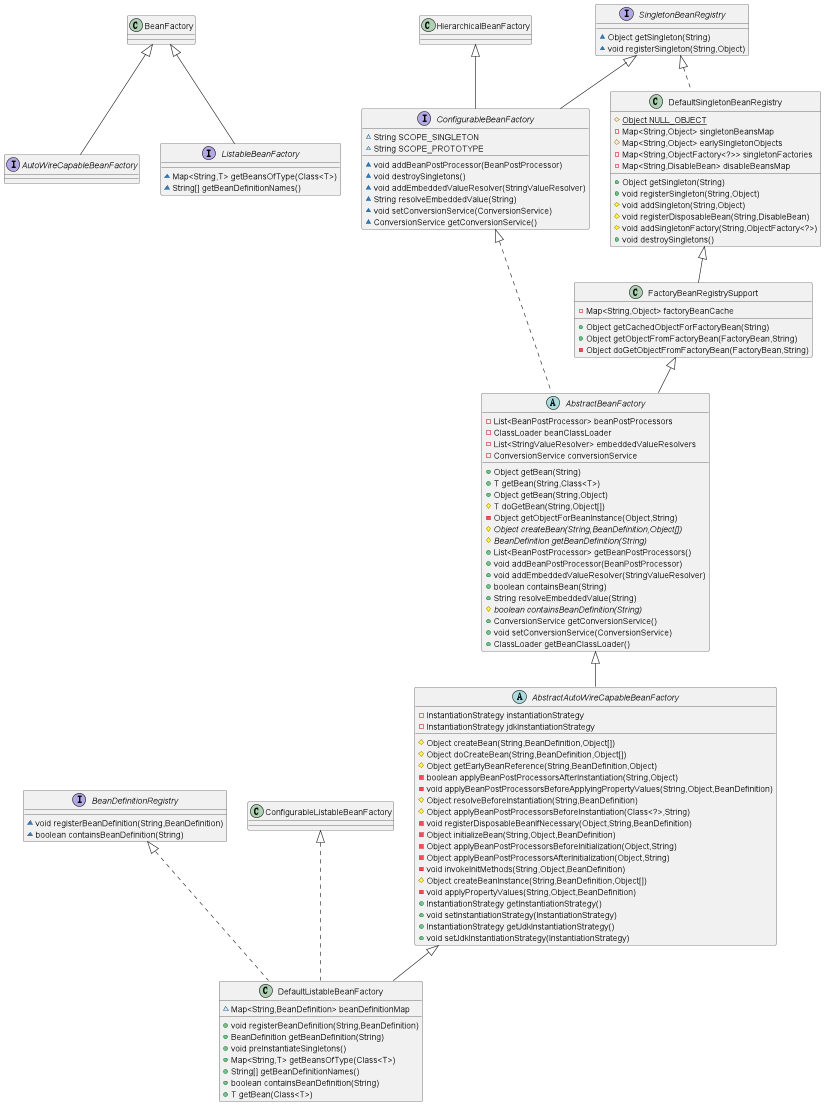 C BeanFactory
C HierarchicalBeanFactory
I SingletonBeanRegistry
Object getSingleton(String)
void registerSingleton(String,Object)
I AutoWireCapableBeanFactory
I ListableBeanFactory
Map<String,T> getBeansOfType(Class<T>)
String[] getBeanDefinitionNames()
I ConfigurableBeanFactory
String SCOPE_SINGLETON
String SCOPE_PROTOTYPE
void addBeanPostProcessor(BeanPostProcessor)
void destroySingletons()
void addEmbeddedValueResolver(StringValueResolver)
String resolveEmbeddedValue(String)
void setConversionService(ConversionService)
ConversionService getConversionService()
C DefaultSingletonBeanRegistry
Object NULL_OBJECT
Map<String,Object> singletonBeansMap
Map<String,Object> earlySingletonObjects
Map<String,ObjectFactory<?>> singletonFactories
Map<String,DisableBean> disableBeansMap
Object getSingleton(String)
void registerSingleton(String,Object)
void addSingleton(String,Object)
void registerDisposableBean(String,DisableBean)
void addSingletonFactory(String,ObjectFactory<?>)
void destroySingletons()
C FactoryBeanRegistrySupport
Map<String,Object> factoryBeanCache
Object getCachedObjectForFactoryBean(String)
Object getObjectFromFactoryBean(FactoryBean,String)
Object doGetObjectFromFactoryBean(FactoryBean,String)
A AbstractBeanFactory
List<BeanPostProcessor> beanPostProcessors
ClassLoader beanClassLoader
List<StringValueResolver> embeddedValueResolvers
ConversionService conversionService
Object getBean(String)
T getBean(String,Class<T>)
Object getBean(String,Object)
T doGetBean(String,Object[])
Object getObjectForBeanInstance(Object,String)
Object createBean(String,BeanDefinition,Object[])
BeanDefinition getBeanDefinition(String)
List<BeanPostProcessor> getBeanPostProcessors()
void addBeanPostProcessor(BeanPostProcessor)
void addEmbeddedValueResolver(StringValueResolver)
boolean containsBean(String)
String resolveEmbeddedValue(String)
boolean containsBeanDefinition(String)
ConversionService getConversionService()
void setConversionService(ConversionService)
ClassLoader getBeanClassLoader()
A AbstractAutoWireCapableBeanFactory
InstantiationStrategy instantiationStrategy
InstantiationStrategy jdkInstantiationStrategy
Object createBean(String,BeanDefinition,Object[])
Object doCreateBean(String,BeanDefinition,Object[])
Object getEarlyBeanReference(String,BeanDefinition,Object)
boolean applyBeanPostProcessorsAfterInstantiation(String,Object)
void applyBeanPostProcessorsBeforeApplyingPropertyValues(String,Object,BeanDefinition)
Object resolveBeforeInstantiation(String,BeanDefinition)
Object applyBeanPostProcessorsBeforeInstantiation(Class<?>,String)
void registerDisposableBeanIfNecessary(Object,String,BeanDefinition)
Object initializeBean(String,Object,BeanDefinition)
Object applyBeanPostProcessorsBeforeInitialization(Object,String)
Object applyBeanPostProcessorsAfterInitialization(Object,String)
void invokeInitMethods(String,Object,BeanDefinition)
Object createBeanInstance(String,BeanDefinition,Object[])
void applyPropertyValues(String,Object,BeanDefinition)
InstantiationStrategy getInstantiationStrategy()
void setInstantiationStrategy(InstantiationStrategy)
InstantiationStrategy getJdkInstantiationStrategy()
void setJdkInstantiationStrategy(InstantiationStrategy)
I BeanDefinitionRegistry
void registerBeanDefinition(String,BeanDefinition)
boolean containsBeanDefinition(String)
C ConfigurableListableBeanFactory
C DefaultListableBeanFactory
Map<String,BeanDefinition> beanDefinitionMap
void registerBeanDefinition(String,BeanDefinition)
BeanDefinition getBeanDefinition(String)
void preInstantiateSingletons()
Map<String,T> getBeansOfType(Class<T>)
String[] getBeanDefinitionNames()
boolean containsBeanDefinition(String)
T getBean(Class<T>)